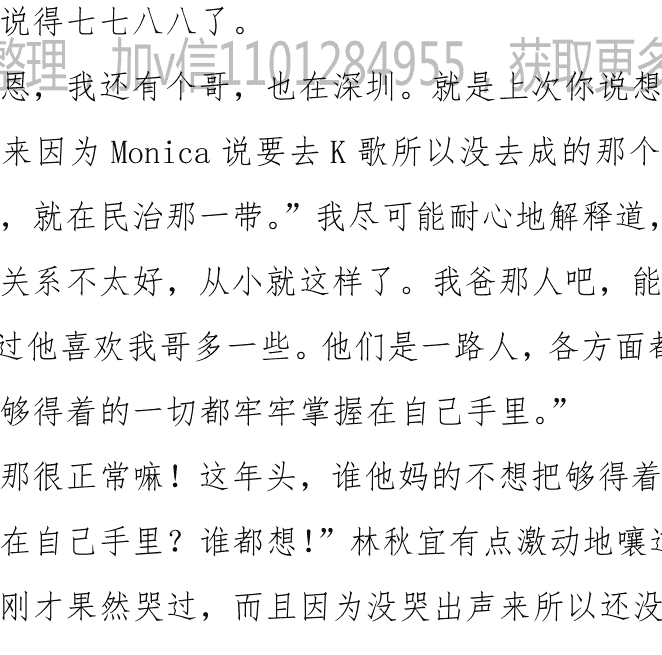 说得七七八八了。
整理 加v信1101284955 获取更多
恩，我还有个哥，也在深圳。就是上次你说想
来因为 Monica 说要去 K 歌所以没去成的那个
，就在民治那一带。”我尽可能耐心地解释道，
关系不太好，从小就这样了。我爸那人吧，能
过他喜欢我哥多一些。他们是一路人，各方面都
够得着的一切都牢牢掌握在自己手里。”
那很正常嘛！这年头，谁他妈的不想把够得着
在自己手里？谁都想！”林秋宜有点激动地嚷
刚才果然哭过，而且因为没哭出声来所以还没